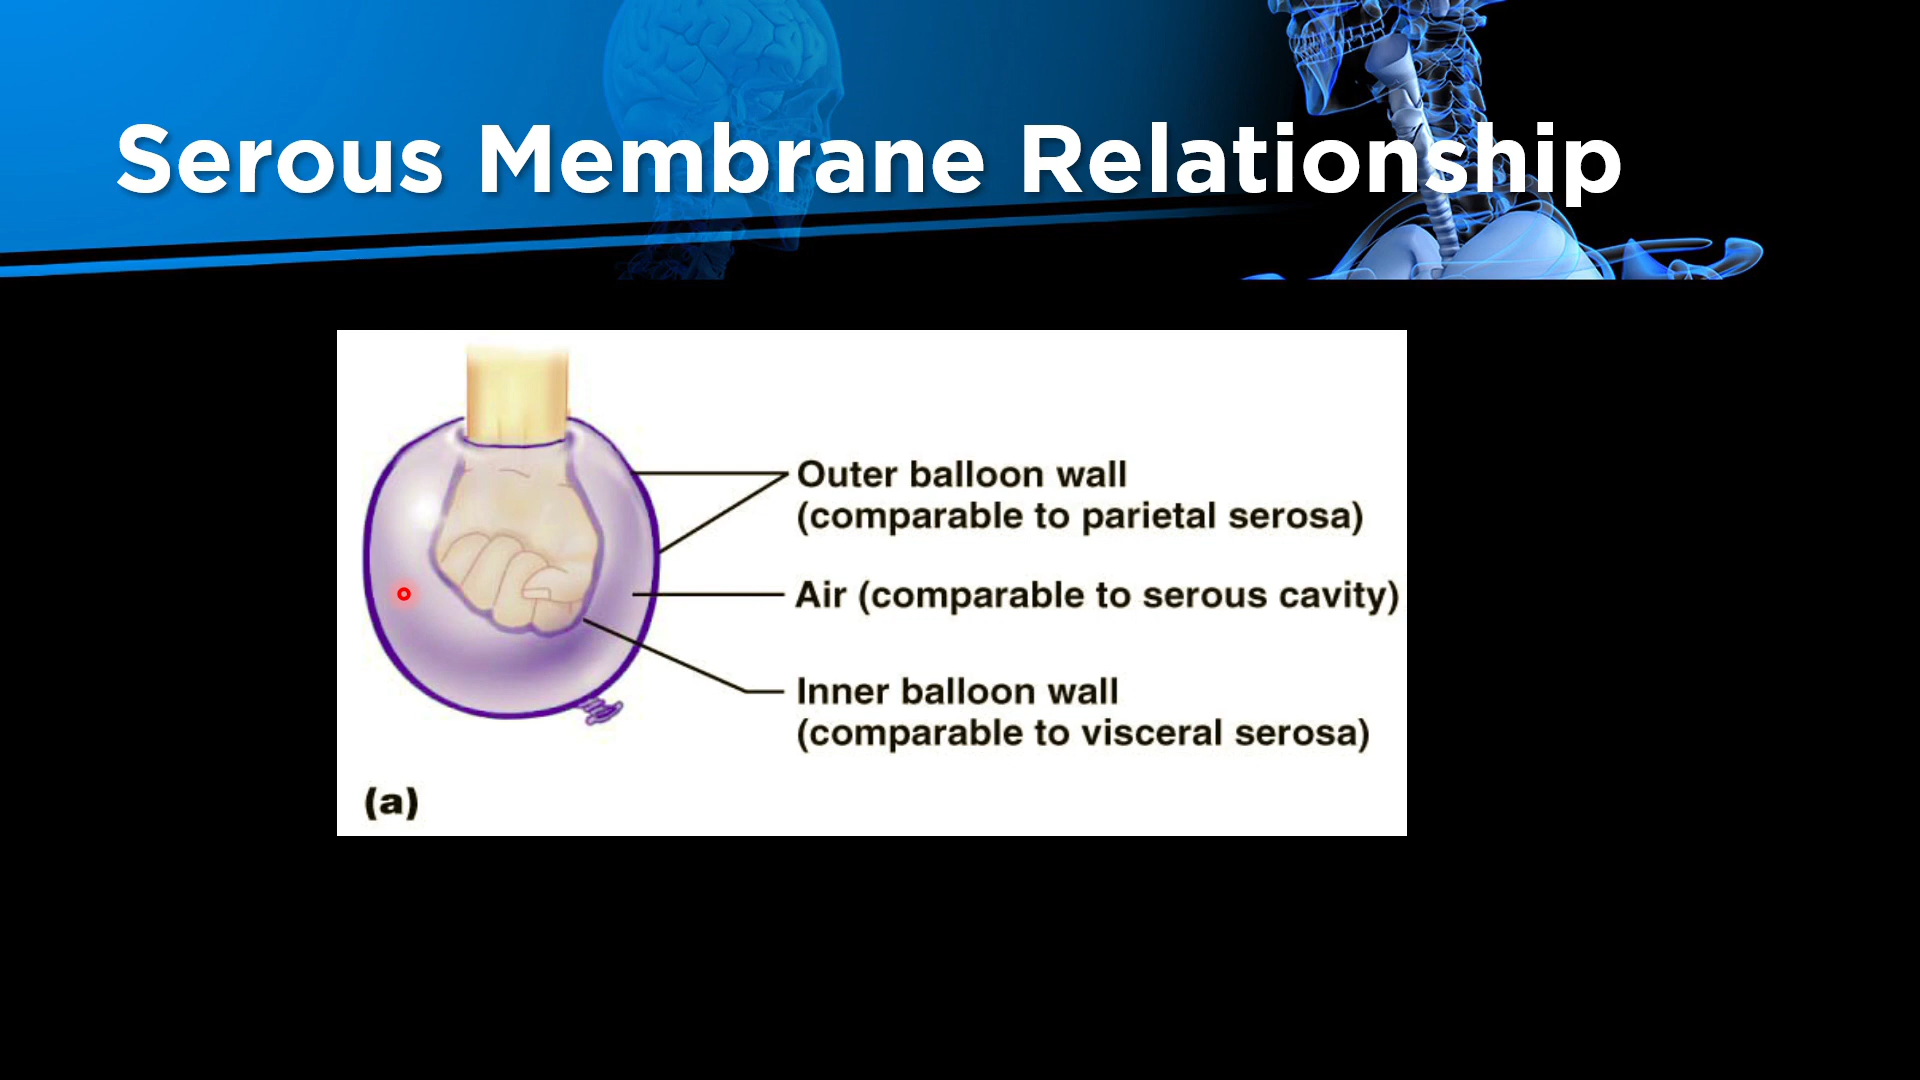 Serous Membrane Relationship
Outer balloon wall
(comparable to parietal serosa)
Air (comparable to serous cavity)
Inner balloon wall
(comparable to visceral serosa)
(a)